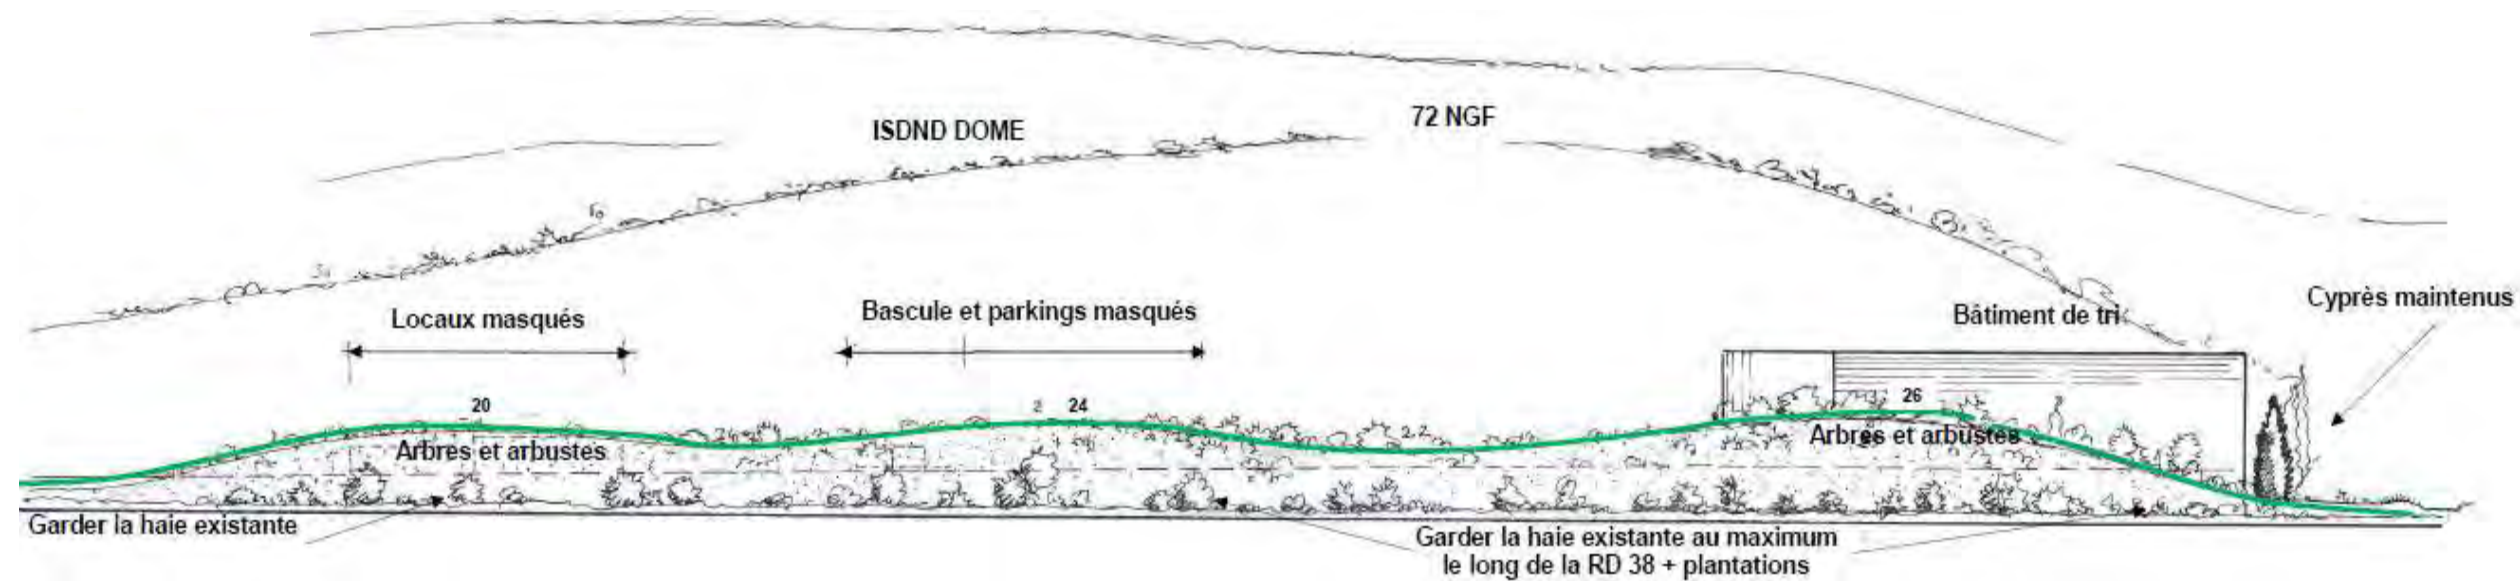 ISDND DOME
72 NGF
Cyprès maintenus
Bascule et parkings masqués
Locaux masqués
Bâtiment de tri
20
2 24
26
22
Arbres et arbustes
Arbres et arbustes
Garder la haie existante
Garder la haie existante au maximum
le long de la RD 38 + plantations